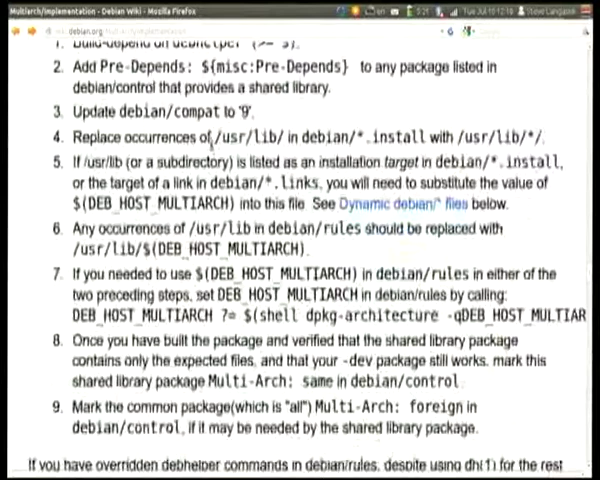 Multiarch/Implementation - Debian Wiki - Mozilla Firefox
debian.org
1. Build-depend on debhelper (>= 9).
2. Add Pre-Depends: ${misc:Pre-Depends} to any package listed in
debian/control that provides a shared library.
3. Update debian/compat to '9'.
4. Replace occurrences of /usr/lib/ in debian/*.install with /usr/lib/*/.
5. If /usr/lib (or a subdirectory) is listed as an installation target in debian/*.install,
or the target of a link in debian/*.links, you will need to substitute the value of
$(DEB_HOST_MULTIARCH) into this file See Dynamic debian/* files below.
6. Any occurrences of /usr/lib in debian/rules should be replaced with
/usr/lib/$(DEB_HOST_MULTIARCH).
7. If you needed to use $(DEB_HOST_MULTIARCH) in debian/rules in either of the
two preceding steps, set DEB_HOST_MULTIARCH in debian/rules by calling:
DEB_HOST_MULTIARCH ?= $(shell dpkg-architecture -qDEB_HOST_MULTIAR
8. Once you have built the package and verified that the shared library package
contains only the expected files, and that your -dev package still works, mark this
shared library package Multi-Arch: same in debian/control
9. Mark the common package(which is "all") Multi-Arch: foreign in
debian/control, if it may be needed by the shared library package.
If you have overridden debhelper commands in debian/rules, despite using dh(1) for the rest